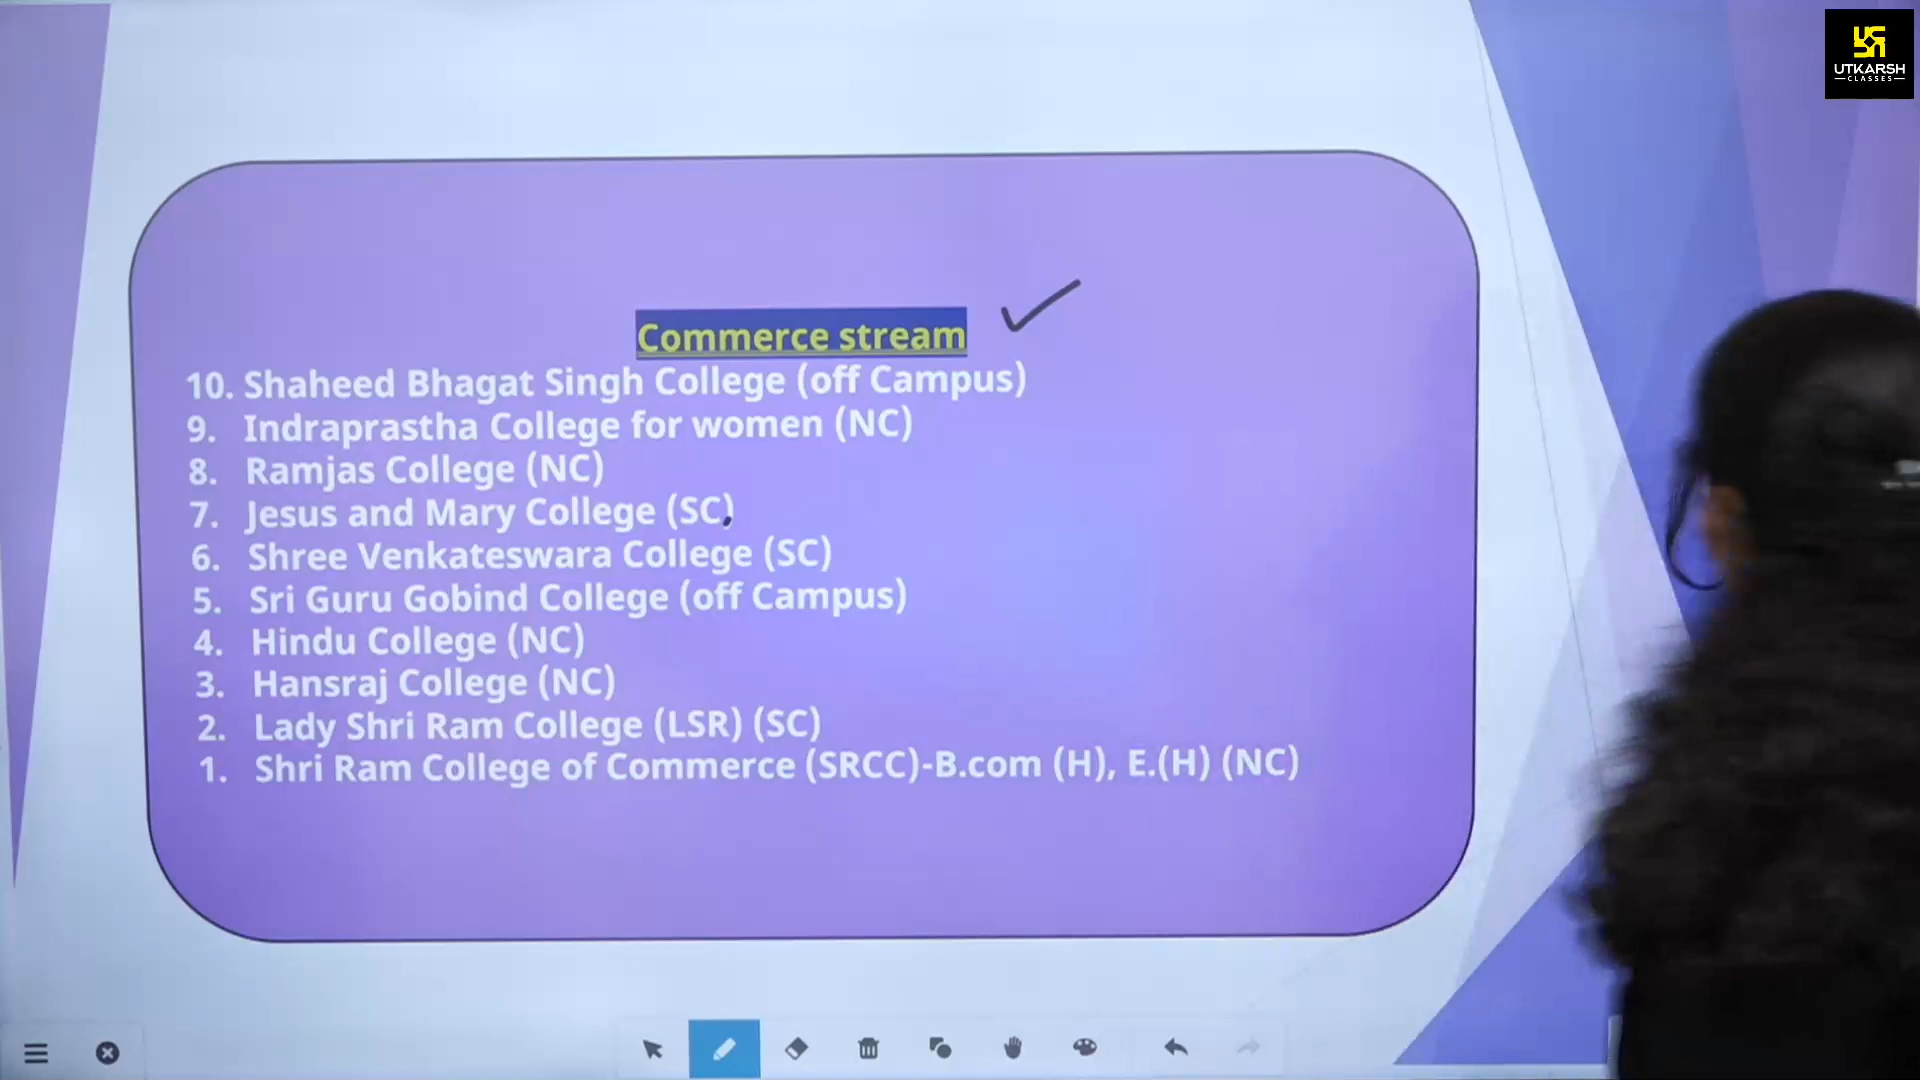 UTKARSH
CLASSES
Commerce stream
10. Shaheed Bhagat Singh College (off Campus)
9. Indraprastha College for women (NC)
8. Ramjas College (NC)
7. Jesus and Mary College (SC)
6. Shree Venkateswara College (SC)
5. Sri Guru Gobind College (off Campus)
4. Hindu College (NC)
3. Hansraj College (NC)
2. Lady Shri Ram College (LSR) (SC)
1. Shri Ram College of Commerce (SRCC)-B.com (H), E.(H) (NC)